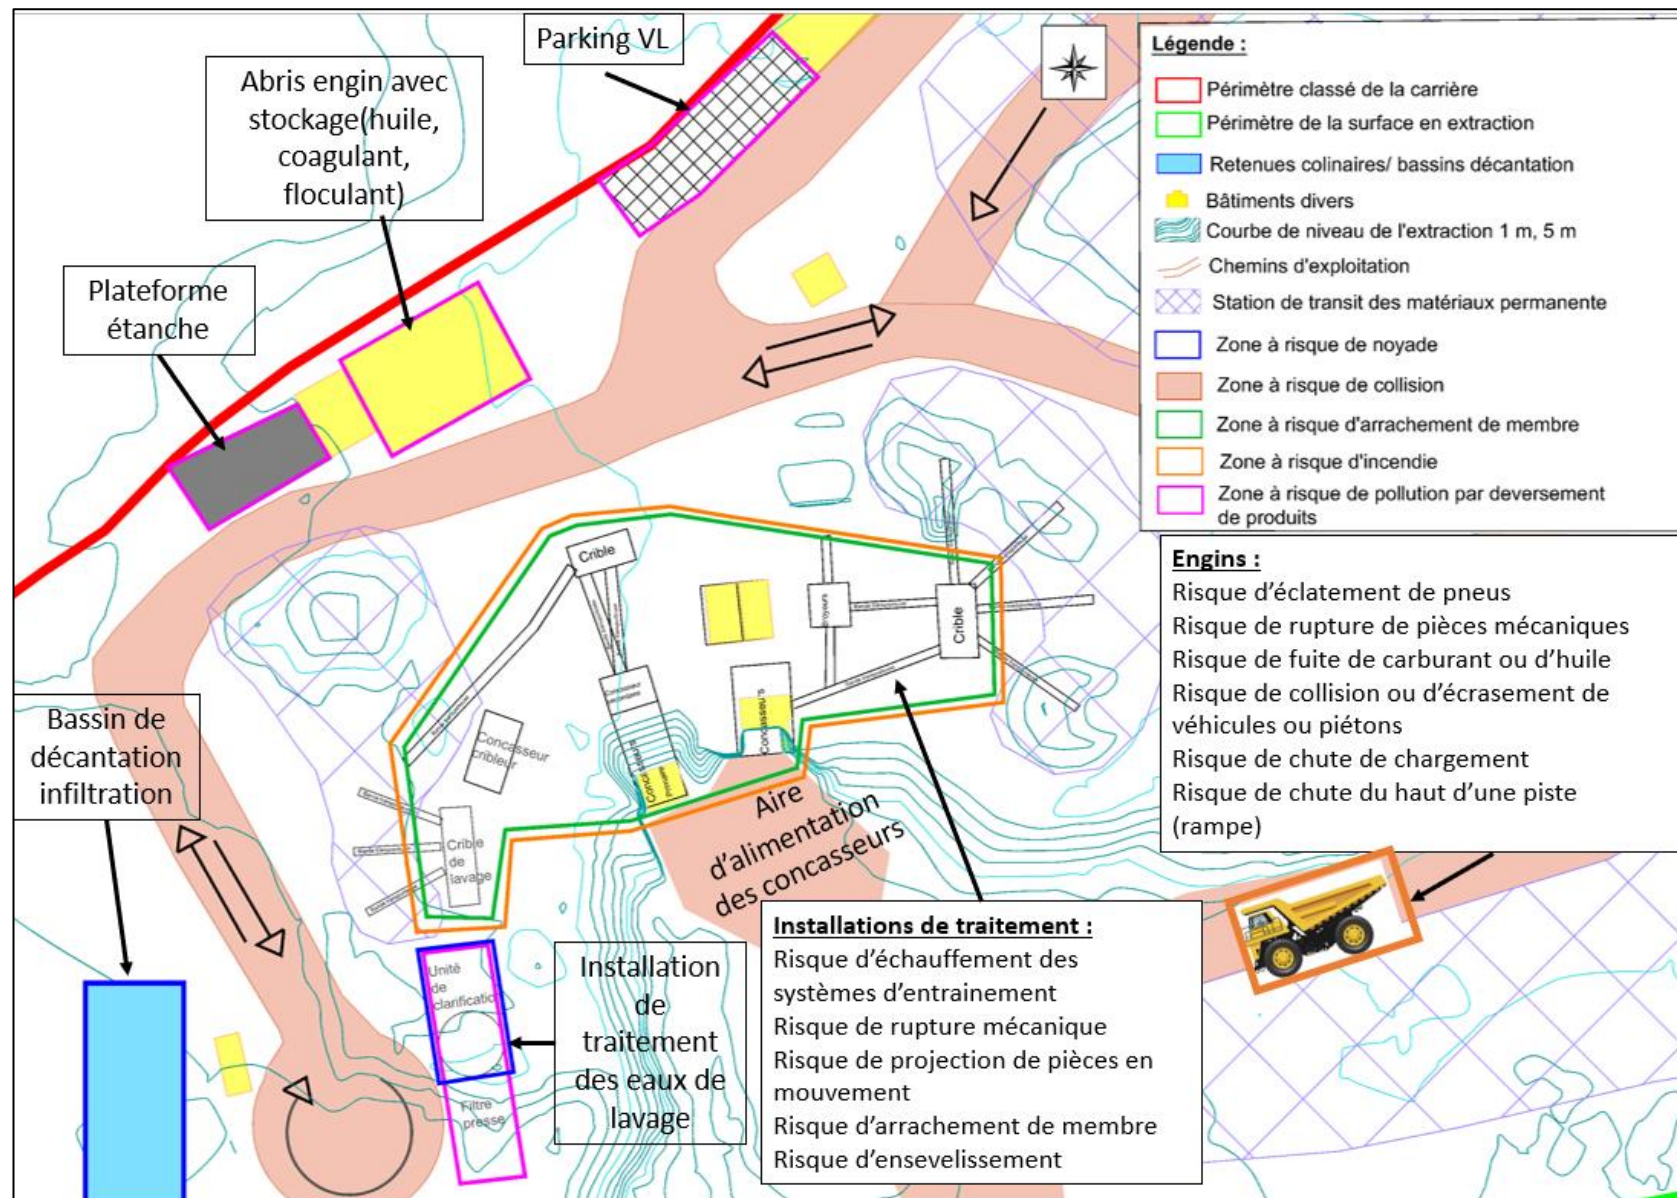 Parking VL
Abris engin avec
stockage(huile,
coagulant,
floculant)
Plateforme
étanche
Bassin de
décantation
infiltration
Légende :
Périmètre classé de la carrière
Périmètre de la surface en extraction
Retenues colinaires/ bassins décantation
Bâtiments divers
Courbe de niveau de l'extraction 1 m, 5 m
Chemins d'exploitation
Station de transit des matériaux permanente
Zone à risque de noyade
Zone à risque de collision
Zone à risque d'arrachement de membre
Zone à risque d'incendie
Zone à risque de pollution par deversement
de produits
Engins :
Risque d'éclatement de pneus
Risque de rupture de pièces mécaniques
Risque de fuite de carburant ou d'huile
Risque de collision ou d'écrasement de
véhicules ou piétons
Risque de chute de chargement
Risque de chute du haut d'une piste
(rampe)
Crible
Crible
Concasseur
cribleur
Concasseurs
Concasseurs
Primaire
Crible
de
lavage
Aire
d'alimentation
des concasseurs
Unité
de
clarification
Filtre
presse
Installation
de
traitement
des eaux de
lavage
Installations de traitement :
Risque d'échauffement des
systèmes d'entrainement
Risque de rupture mécanique
Risque de projection de pièces en
mouvement
Risque d'arrachement de membre
Risque d'ensevelissement